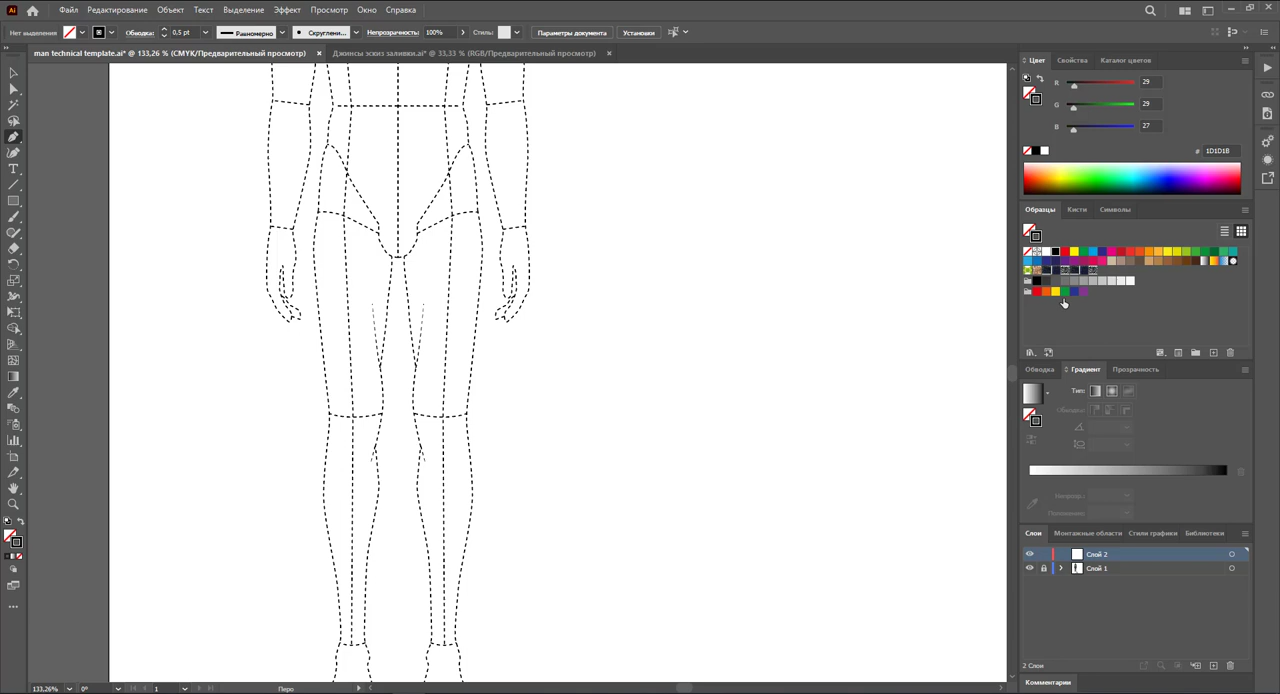 Файл Редактирование Объект Текст Выделение Эффект Просмотр Окно Справка
Нет выделения Обводка: 0,5 pt Равномерно Скруглени... Непрозрачность: 100% Стиль: Параметры документа Установки
man technical template.ai* @ 133,26 % (CMYK/Предварительный просмотр) × Джинсы эскиз заливки.ai* @ 33,33 % (RGB/Предварительный просмотр) ×
Цвет Свойства Каталог цветов
R 29
G 29
B 27
# 1D1D1B
Образцы Кисти Символы
Обводка Градиент Прозрачность
Тип:
Слои Монтажные области Стили графики Библиотеки
Слой 2
Слой 1
2 Слои
Комментарии
133,26% 0° 1 Перо